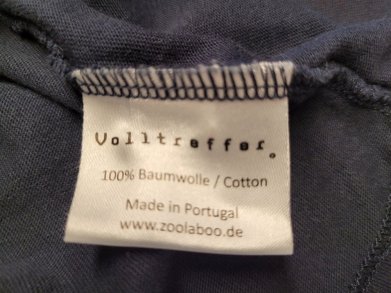 Volltreffer.
100% Baumwolle / Cotton
Made in Portugal
www.zoolaboo.de